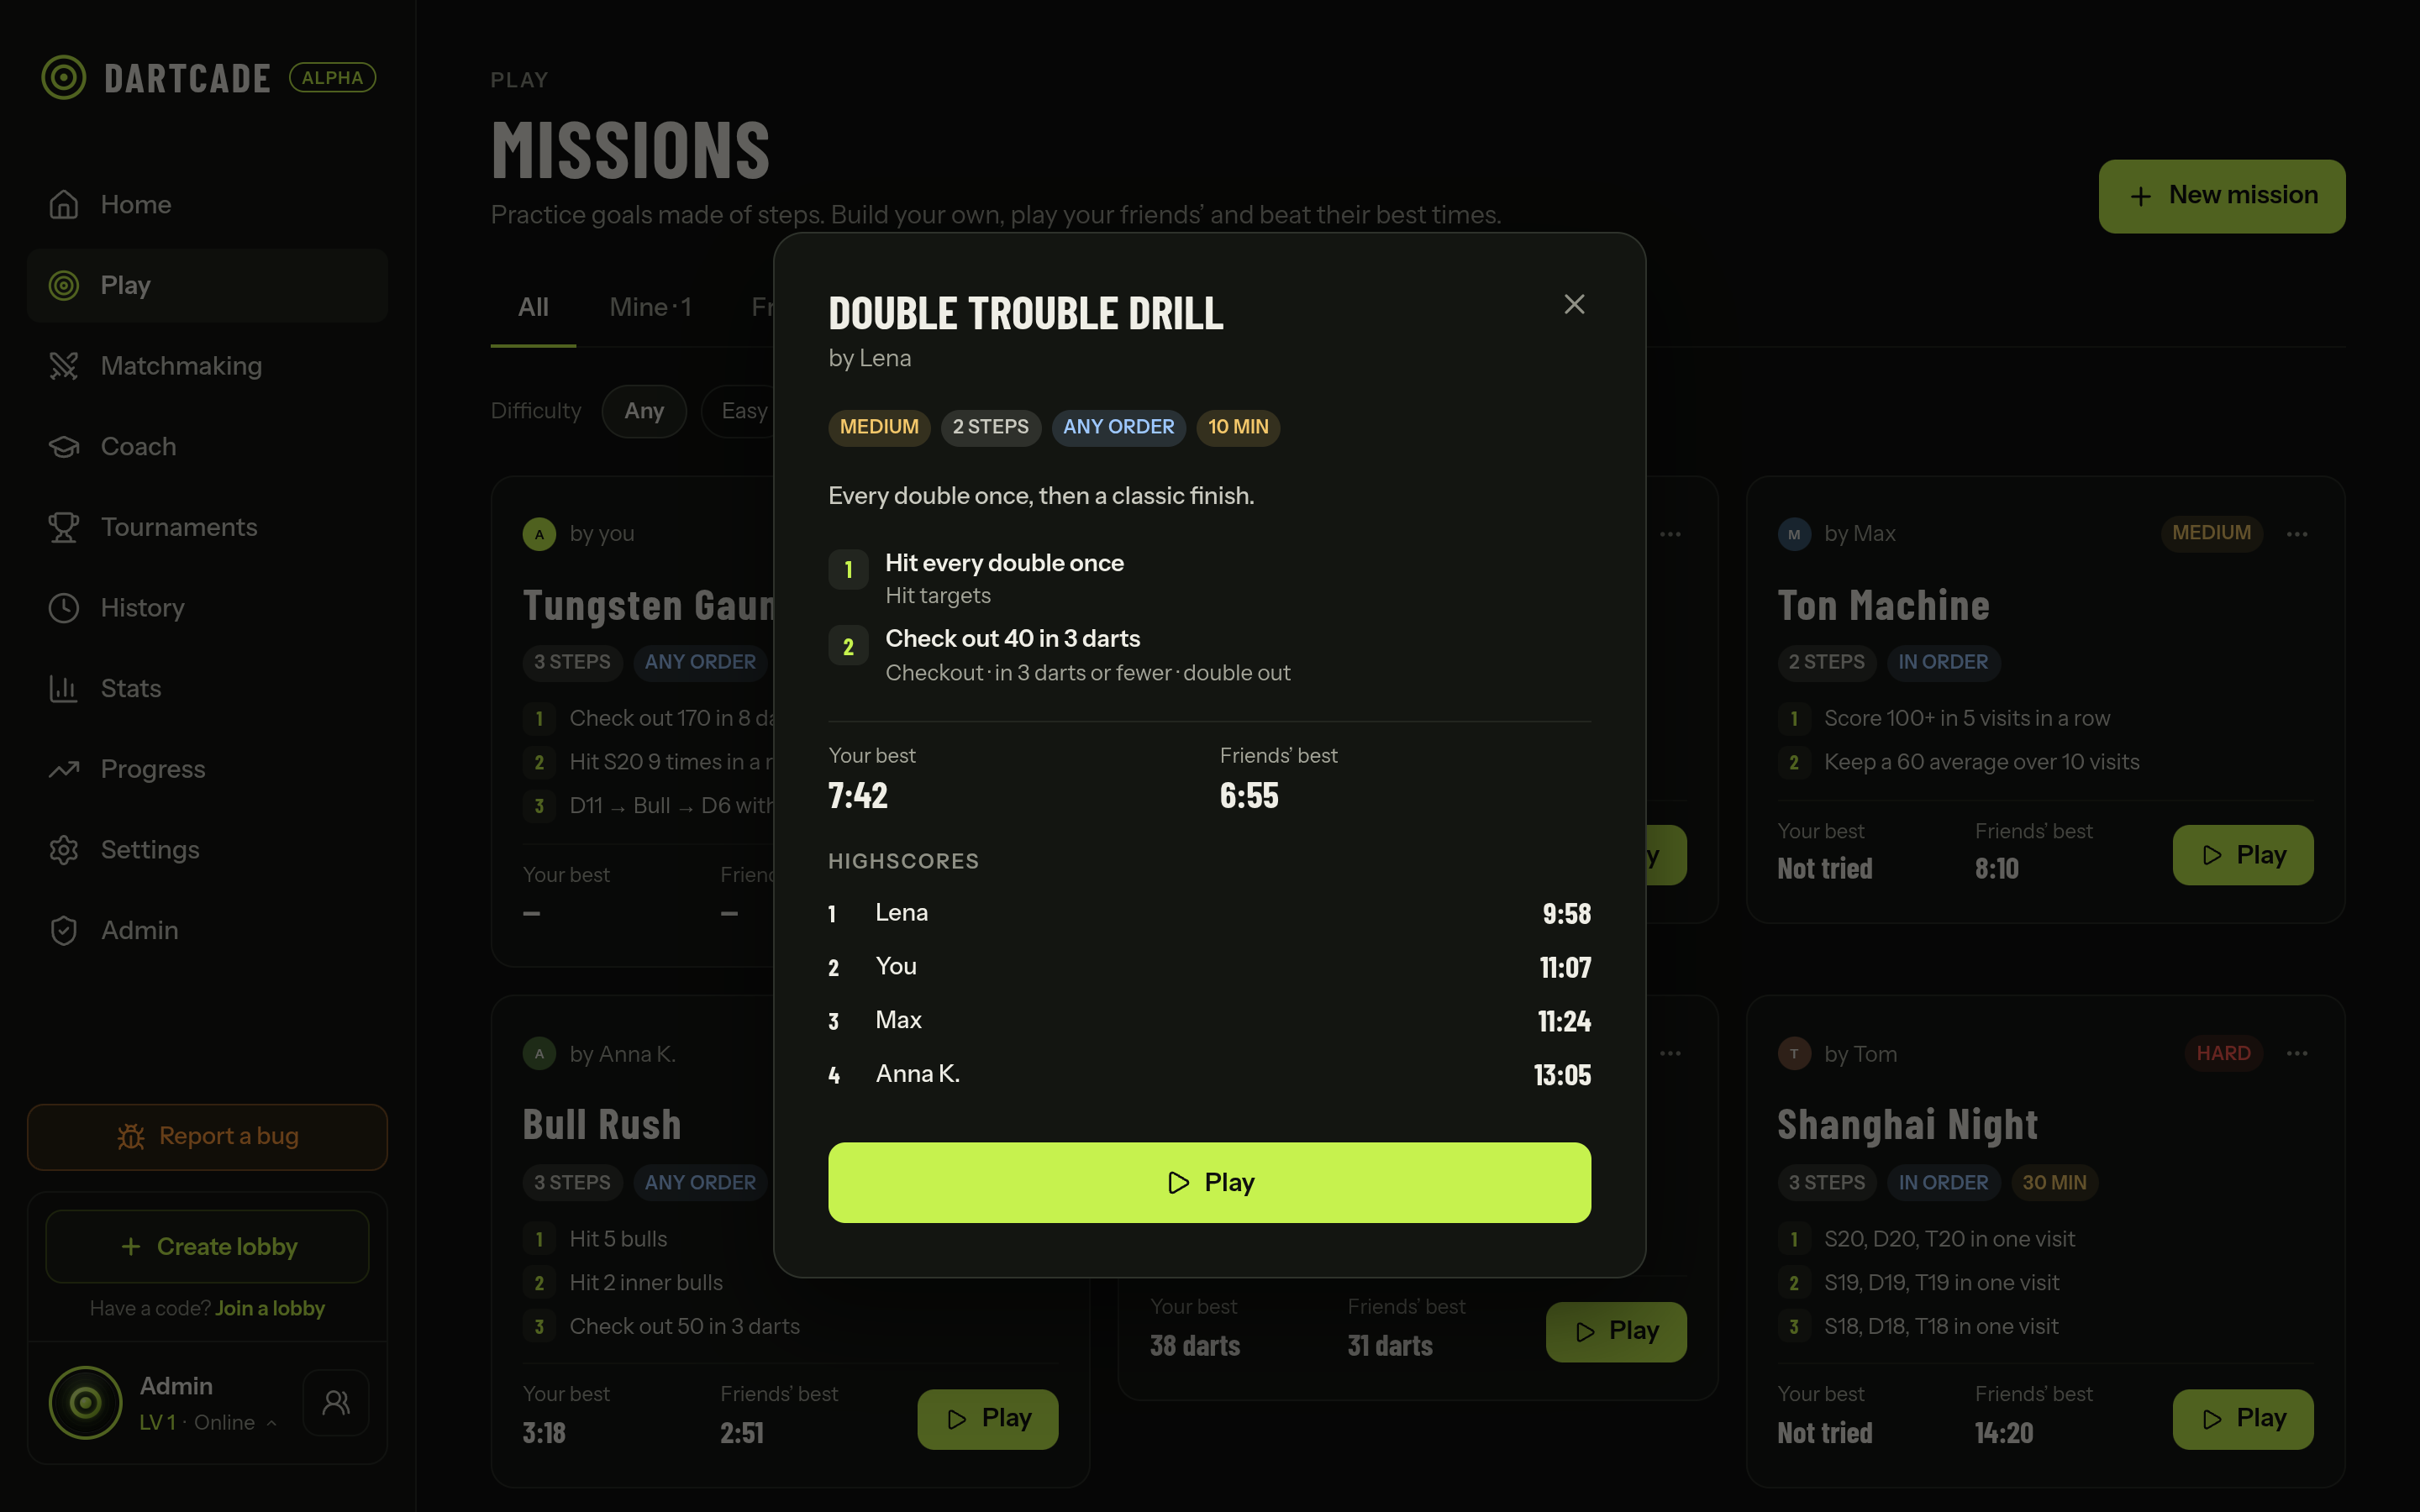 DARTCADE ALPHA
Home
Play
Matchmaking
Coach
Tournaments
History
Stats
Progress
Settings
Admin
Report a bug
Create lobby
Have a code? Join a lobby
Admin
LV 1 · Online
PLAY
MISSIONS
Practice goals made of steps. Build your own, play your friends’ and beat their best times.
New mission
All Mine · 1 Fr
Difficulty Any Easy
A by you
Tungsten Gaun
3 STEPS ANY ORDER
1 Check out 170 in 8 da
2 Hit S20 9 times in a r
3 D11 → Bull → D6 with
Your best Frien
– –
DOUBLE TROUBLE DRILL
by Lena
MEDIUM 2 STEPS ANY ORDER 10 MIN
Every double once, then a classic finish.
1 Hit every double once
Hit targets
2 Check out 40 in 3 darts
Checkout · in 3 darts or fewer · double out
Your best Friends’ best
7:42 6:55
HIGHSCORES
1 Lena 9:58
2 You 11:07
3 Max 11:24
4 Anna K. 13:05
Play
y
M by Max MEDIUM
Ton Machine
2 STEPS IN ORDER
1 Score 100+ in 5 visits in a row
2 Keep a 60 average over 10 visits
Your best Friends’ best
Not tried 8:10 Play
A by Anna K.
Bull Rush
3 STEPS ANY ORDER
1 Hit 5 bulls
2 Hit 2 inner bulls
3 Check out 50 in 3 darts
Your best Friends’ best
3:18 2:51 Play
Your best Friends’ best
38 darts 31 darts Play
T by Tom HARD
Shanghai Night
3 STEPS IN ORDER 30 MIN
1 S20, D20, T20 in one visit
2 S19, D19, T19 in one visit
3 S18, D18, T18 in one visit
Your best Friends’ best
Not tried 14:20 Play